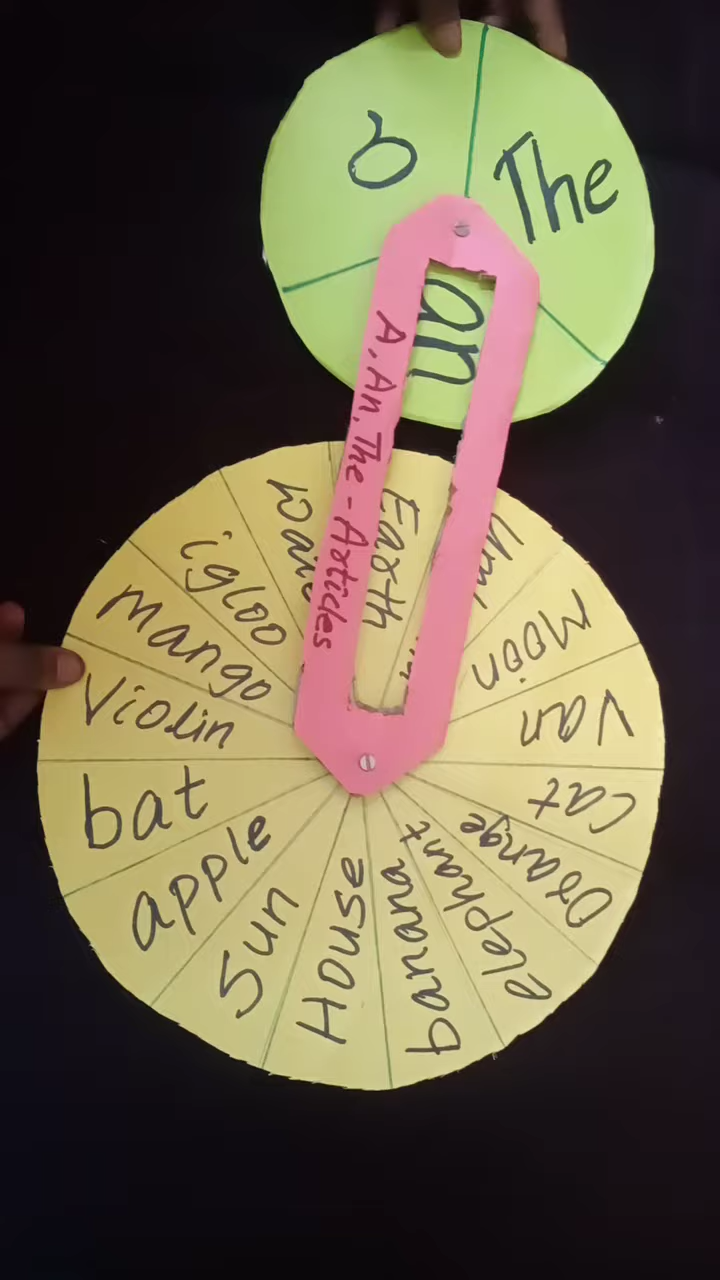 a
The
an
A, An, The - Articles
Earth
Moon
Van
cat
Orange
elephant
banana
House
Sun
apple
bat
Violin
mango
igloo